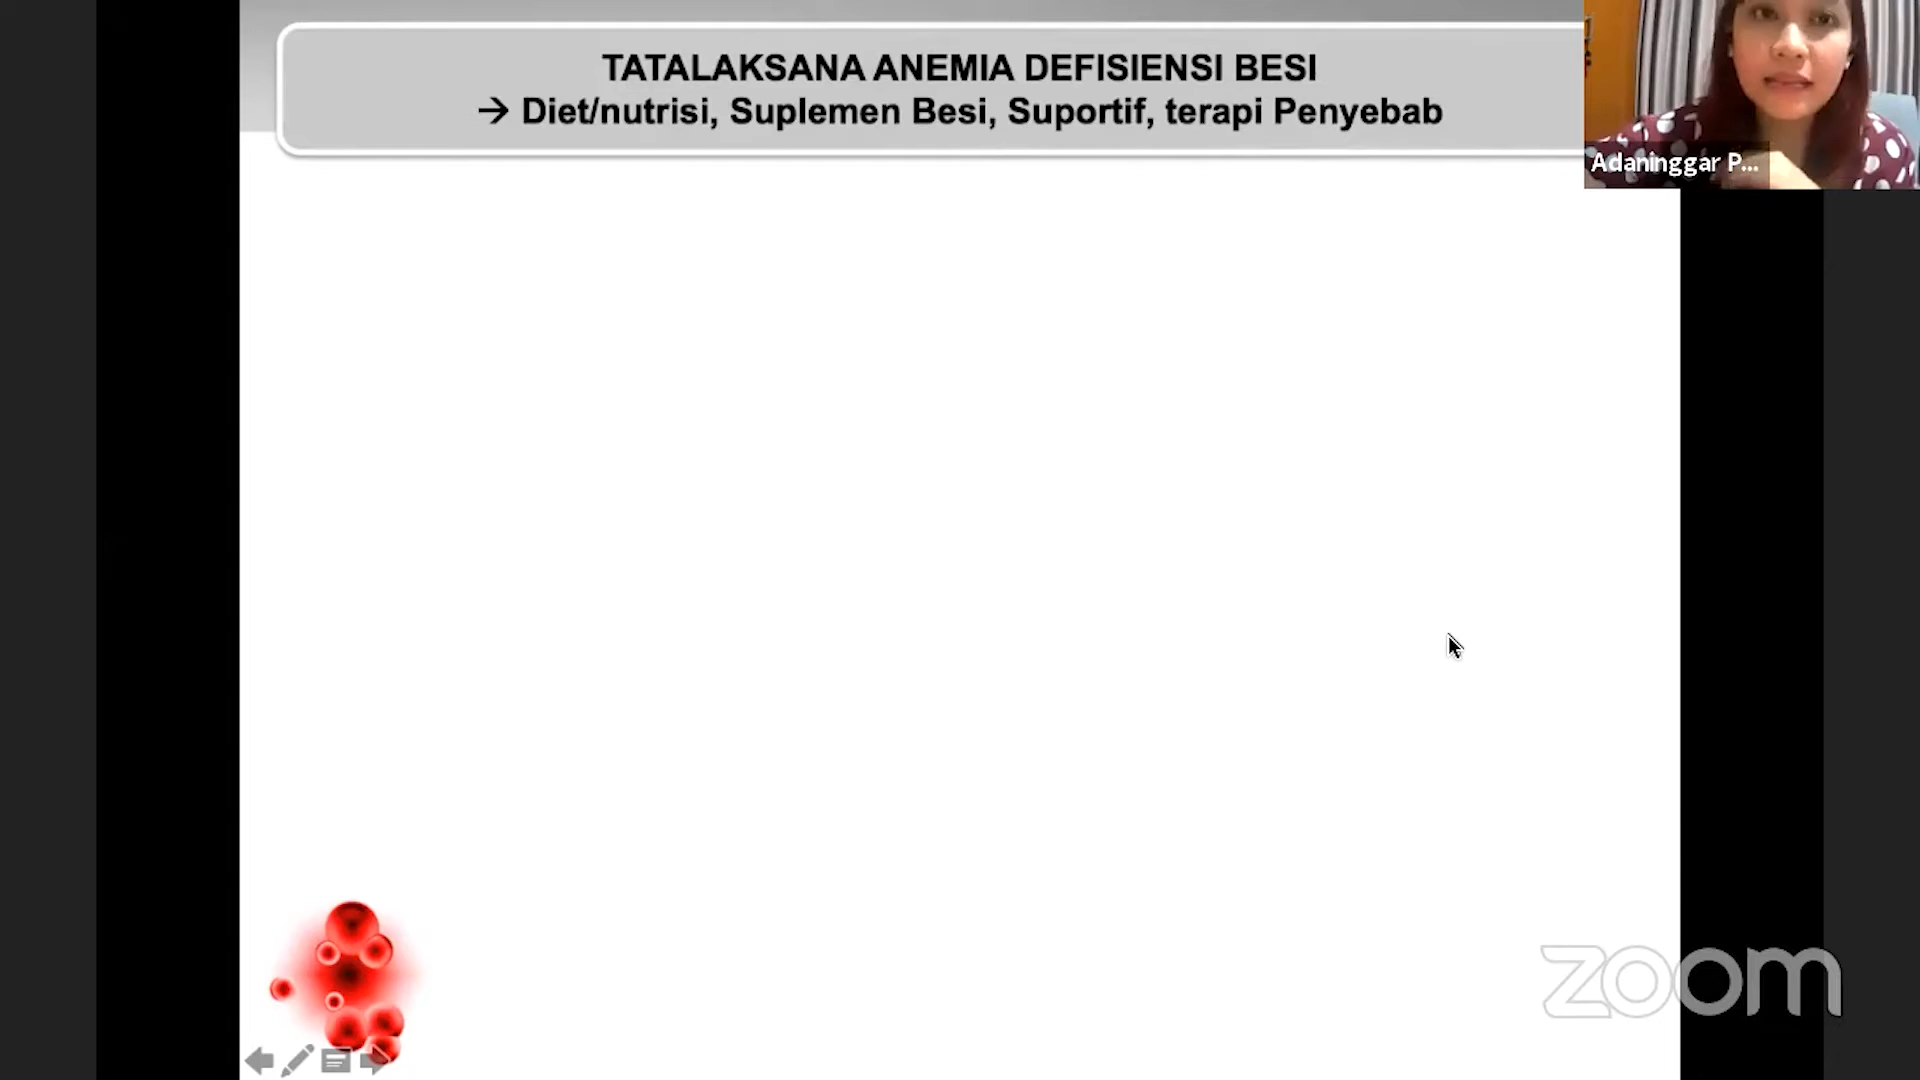 TATALAKSANA ANEMIA DEFISIENSI BESI
→ Diet/nutrisi, Suplemen Besi, Suportif, terapi Penyebab
Adaninggar P...
zoom